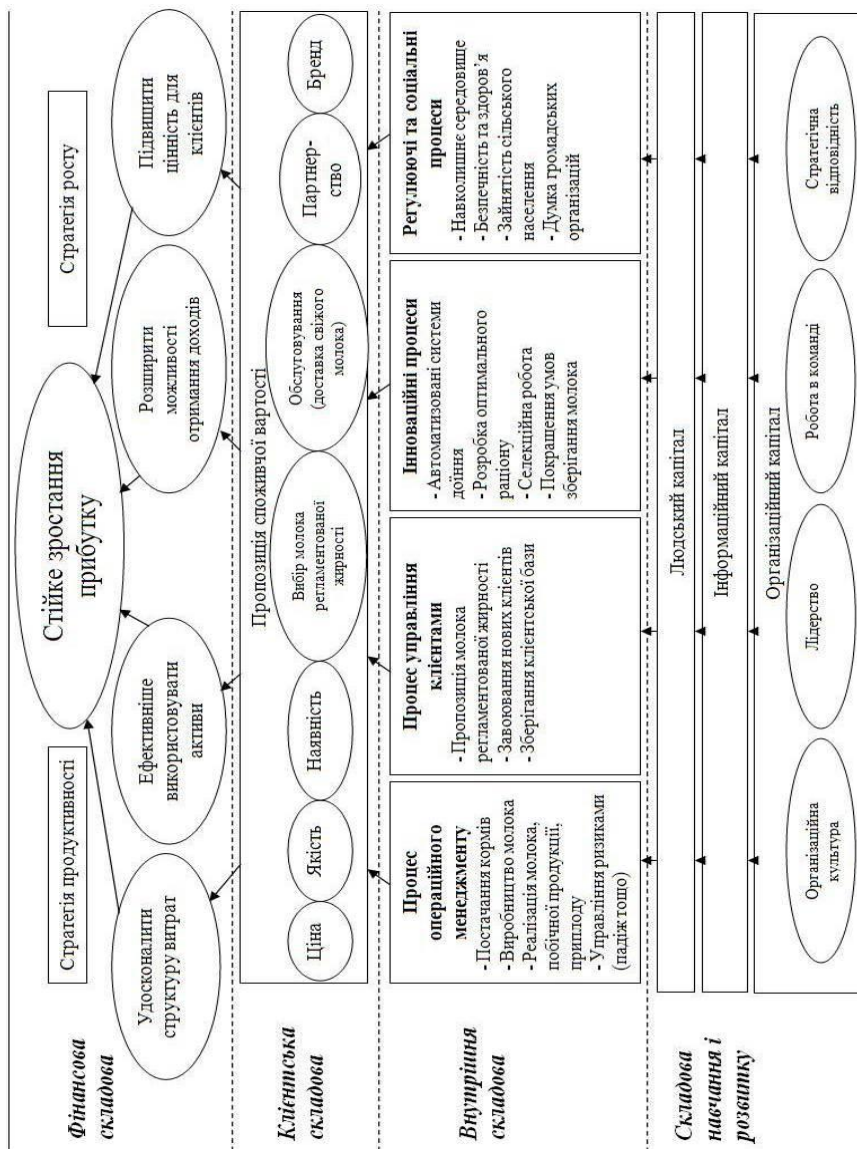 Фінансова
складова
Стратегія продуктивності
Стійке зростання
прибутку
Стратегія росту
Удосконалити
структуру витрат
Ефективніше
використовувати
активи
Розширити
можливості
отримання доходів
Підвищити
цінність для
клієнтів
Клієнтська
складова
Пропозиція споживчої вартості
Ціна
Якість
Наявність
Вибір молока
регламентованої
жирності
Обслуговування
(доставка свіжого
молока)
Партнер-
ство
Бренд
Внутрішня
складова
Процес
операційного
менеджменту
- Постачання кормів
- Виробництво молока
- Реалізація молока,
побічної продукції,
приплоду
- Управління ризиками
(падіж тощо)
Процес управління
клієнтами
- Пропозиція молока
регламентованої жирності
- Завоювання нових клієнтів
- Зберігання клієнтської бази
Інноваційні процеси
- Автоматизовані системи
доїння
- Розробка оптимального
раціону
- Селекційна робота
- Покращення умов
зберігання молока
Регулюючі та соціальні
процеси
- Навколишнє середовище
- Безпечність та здоров'я
- Зайнятість сільського
населення
- Думка громадських
організацій
Складова
навчання і
розвитку
Людський капітал
Інформаційний капітал
Організаційний капітал
Організаційна
культура
Лідерство
Робота в команді
Стратегічна
відповідність